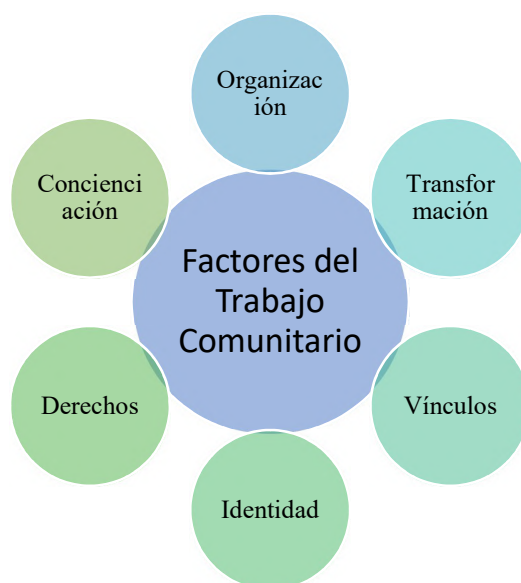 Organizac
ión
Transfor
mación
Vínculos
Identidad
Derechos
Concienci
ación
Factores del
Trabajo
Comunitario